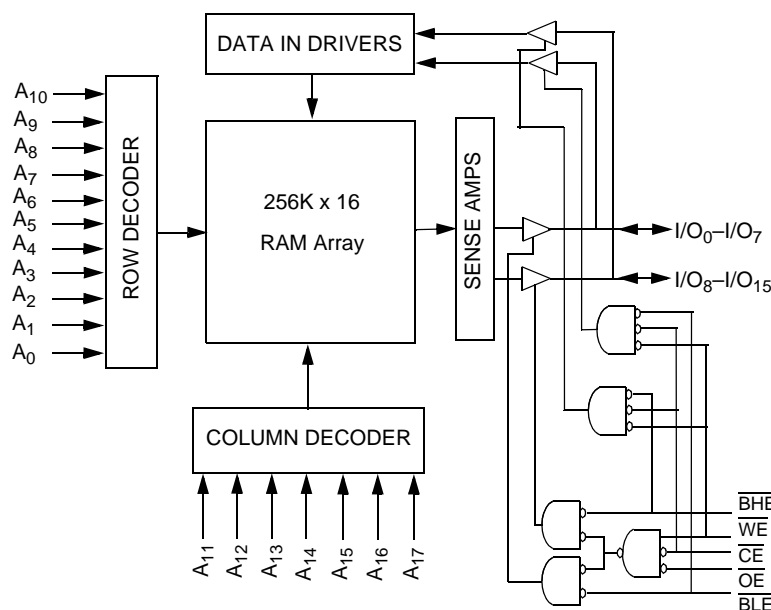 DATA IN DRIVERS
A10
A9
A8
A7
A6
A5
A4
A3
A2
A1
A0
ROW DECODER
256K x 16
RAM Array
SENSE AMPS
I/O0–I/O7
I/O8–I/O15
COLUMN DECODER
A11
A12
A13
A14
A15
A16
A17
BHE
WE
CE
OE
BLE